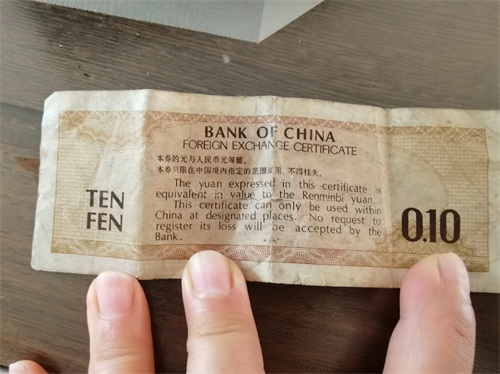 BANK OF CHINA
FOREIGN EXCHANGE CERTIFICATE
本券的元与人民币元等值。
本券只限在中国境内指定的范围使用，不得挂失。
The yuan expressed in this certificate is
equivalent in value to the Renminbi yuan.
This certificate can only be used within
China at designated places. No request to
register its loss will be accepted by the
Bank.
TEN
FEN
0.10